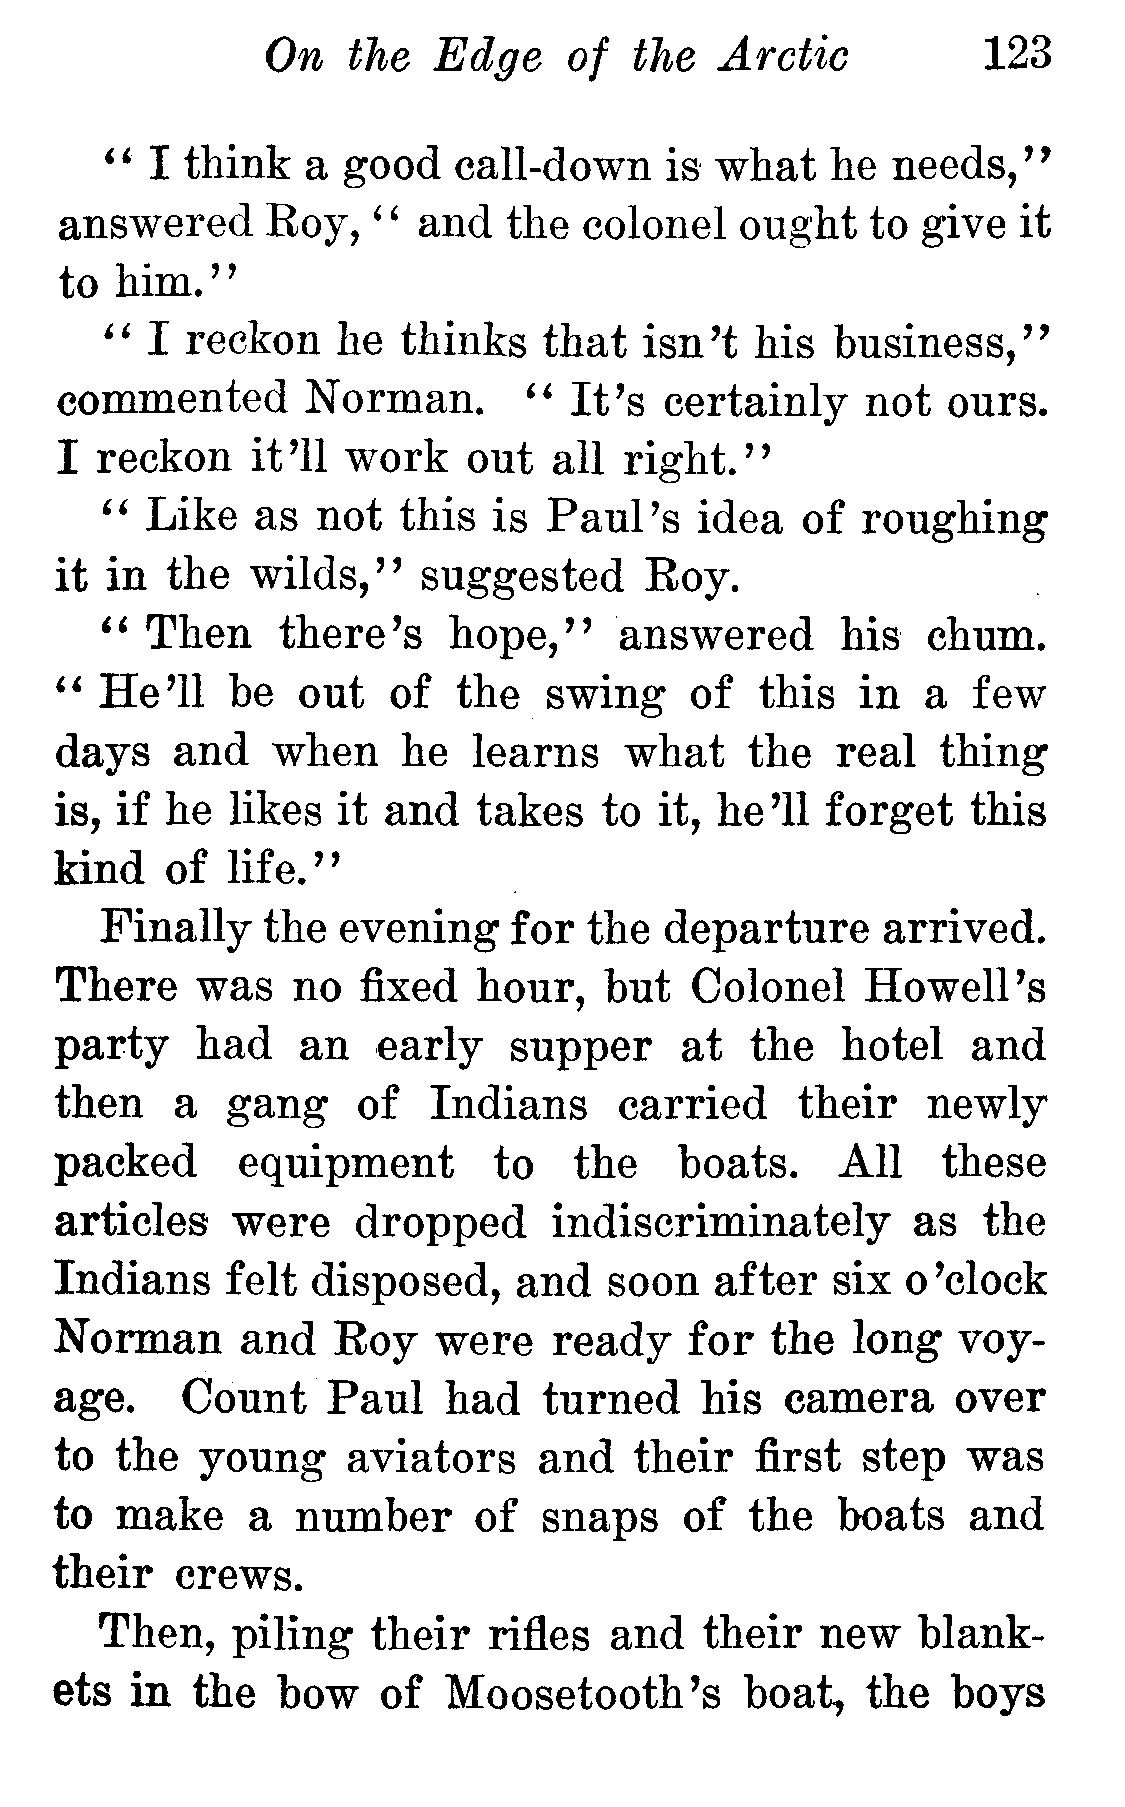 On the Edge of the Arctic 123
“ I think a good call-down is what he needs,”
answered Roy, “ and the colonel ought to give it
to him.”
“ I reckon he thinks that isn’t his business,”
commented Norman. “ It’s certainly not ours.
I reckon it’ll work out all right.”
“ Like as not this is Paul’s idea of roughing
it in the wilds,” suggested Roy.
“ Then there’s hope,” answered his chum.
“ He’ll be out of the swing of this in a few
days and when he learns what the real thing
is, if he likes it and takes to it, he’ll forget this
kind of life.”
Finally the evening for the departure arrived.
There was no fixed hour, but Colonel Howell’s
party had an early supper at the hotel and
then a gang of Indians carried their newly
packed equipment to the boats. All these
articles were dropped indiscriminately as the
Indians felt disposed, and soon after six o’clock
Norman and Roy were ready for the long voy-
age. Count Paul had turned his camera over
to the young aviators and their first step was
to make a number of snaps of the boats and
their crews.
Then, piling their rifles and their new blank-
ets in the bow of Moosetooth’s boat, the boys